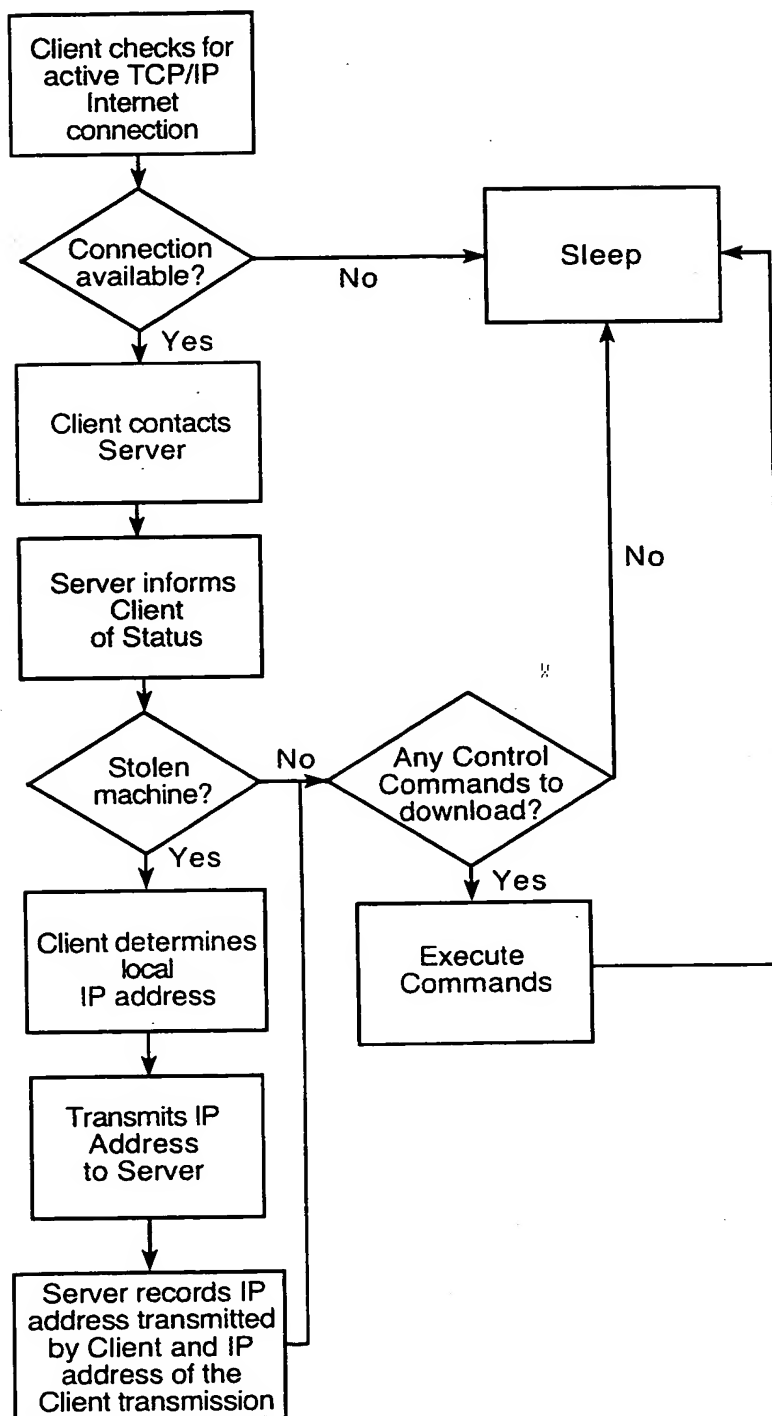 Client checks for
active TCP/IP
Internet
connection
Connection
available?
No
Sleep
Yes
Client contacts
Server
Server informs
Client
of Status
No
Stolen
machine?
No
Any Control
Commands to
download?
Yes
Yes
Client determines
local
IP address
Execute
Commands
Transmits IP
Address
to Server
Server records IP
address transmitted
by Client and IP
address of the
Client transmission